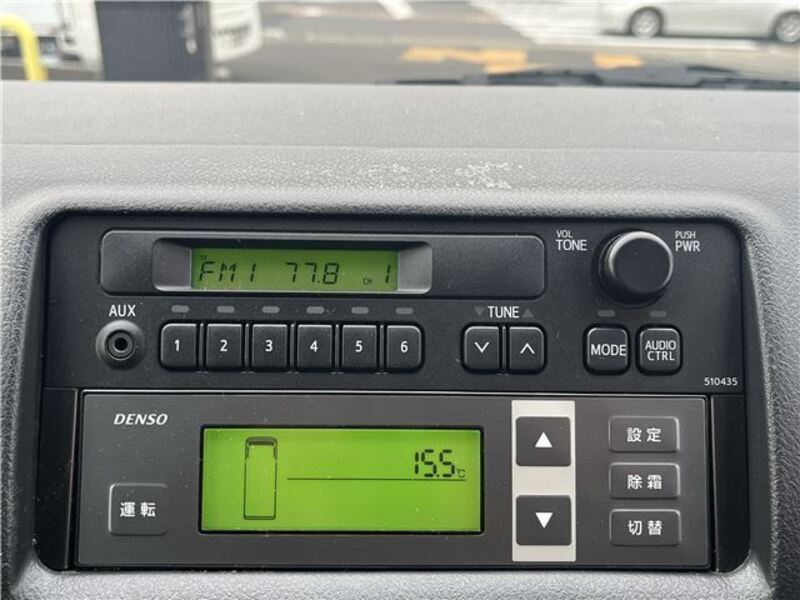 VOL
TONE
PUSH
PWR
FM1 77.8 CH 1
AUX
TUNE
1 2 3 4 5 6
MODE
AUDIO
CTRL
510435
DENSO
15.5℃
運転
設定
除霜
切替